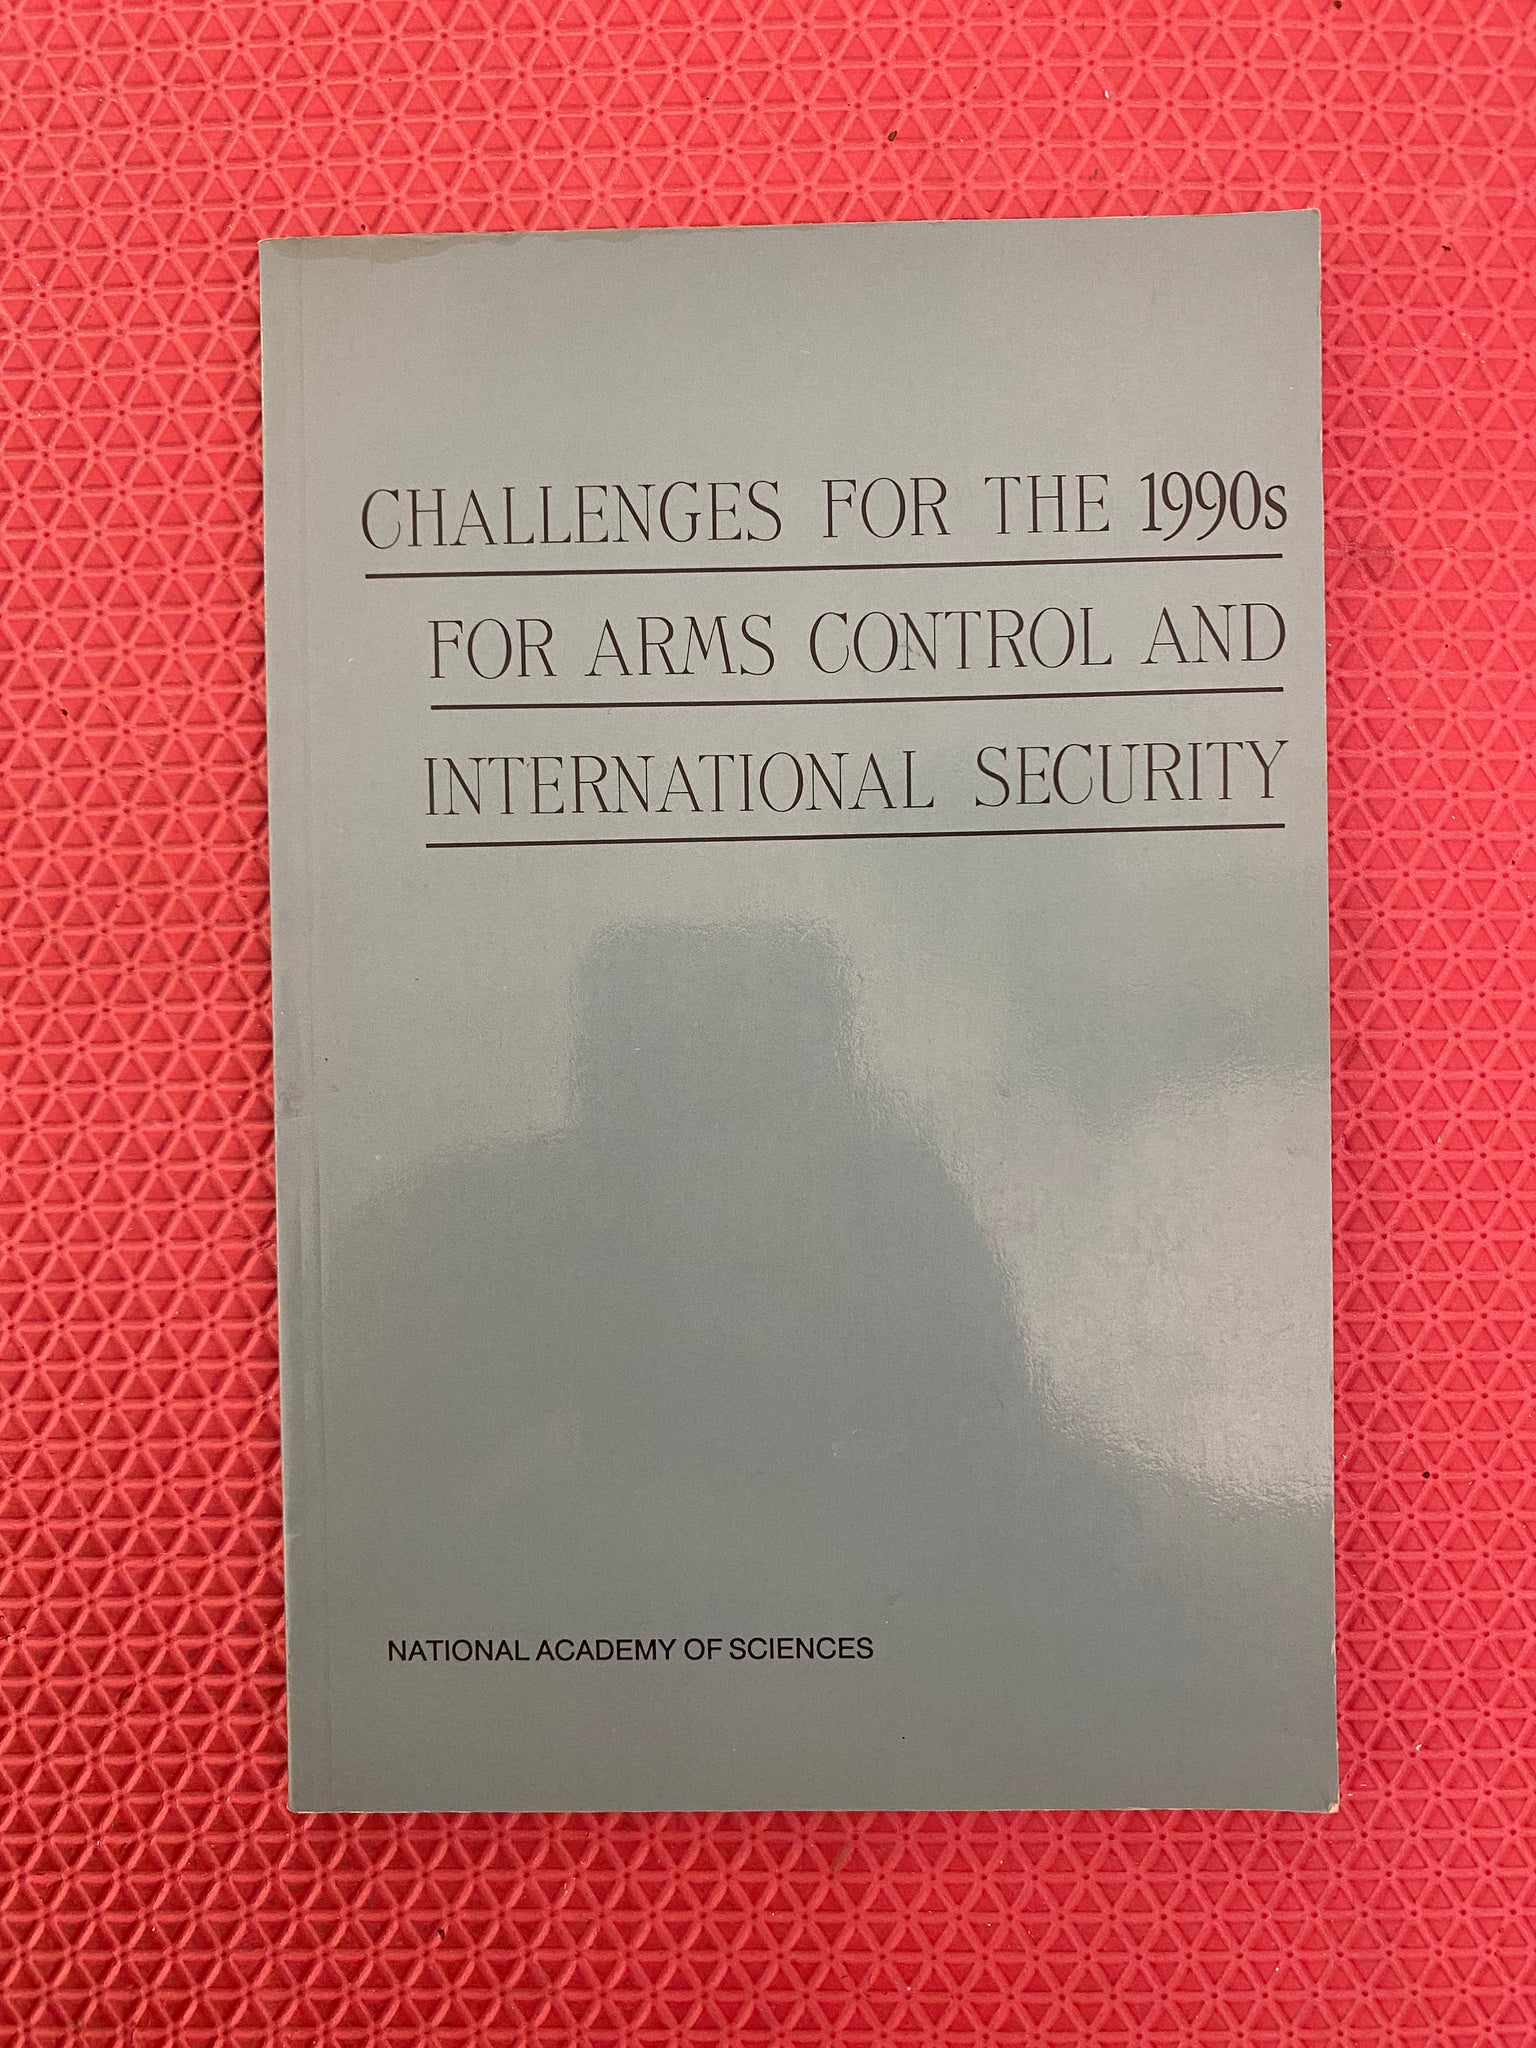 CHALLENGES FOR THE 1990s
FOR ARMS CONTROL AND
INTERNATIONAL SECURITY
NATIONAL ACADEMY OF SCIENCES